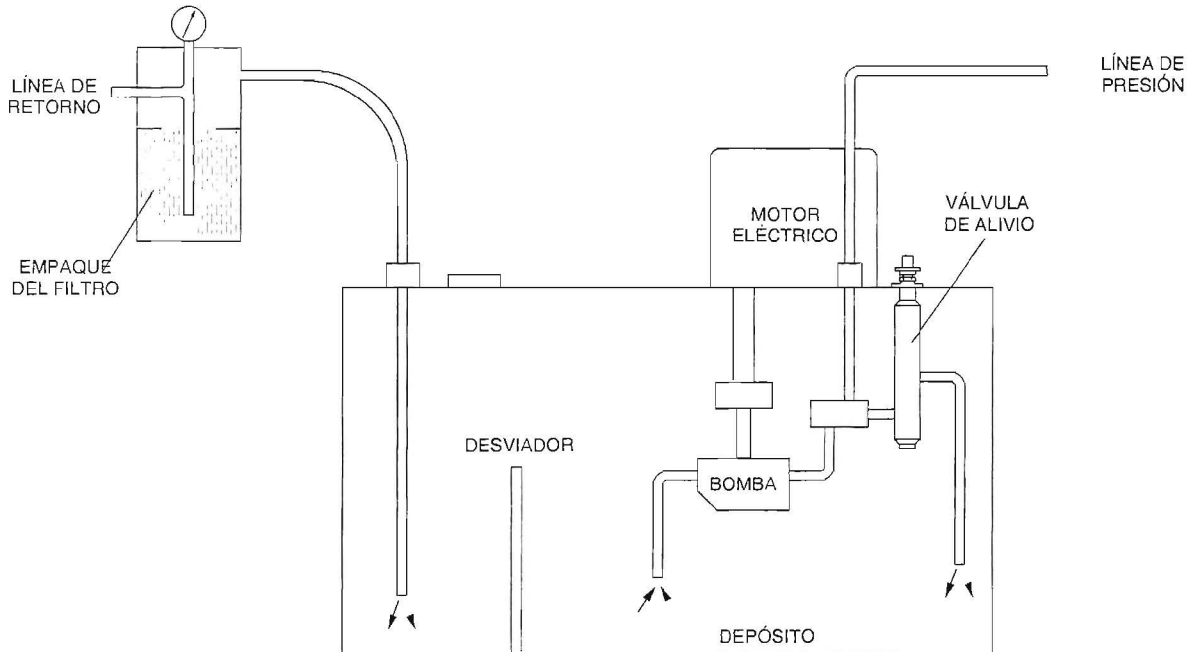 LÍNEA DE
RETORNO
EMPAQUE
DEL FILTRO
LÍNEA DE
PRESIÓN
MOTOR
ELÉCTRICO
VÁLVULA
DE ALIVIO
DESVIADOR
BOMBA
DEPÓSITO